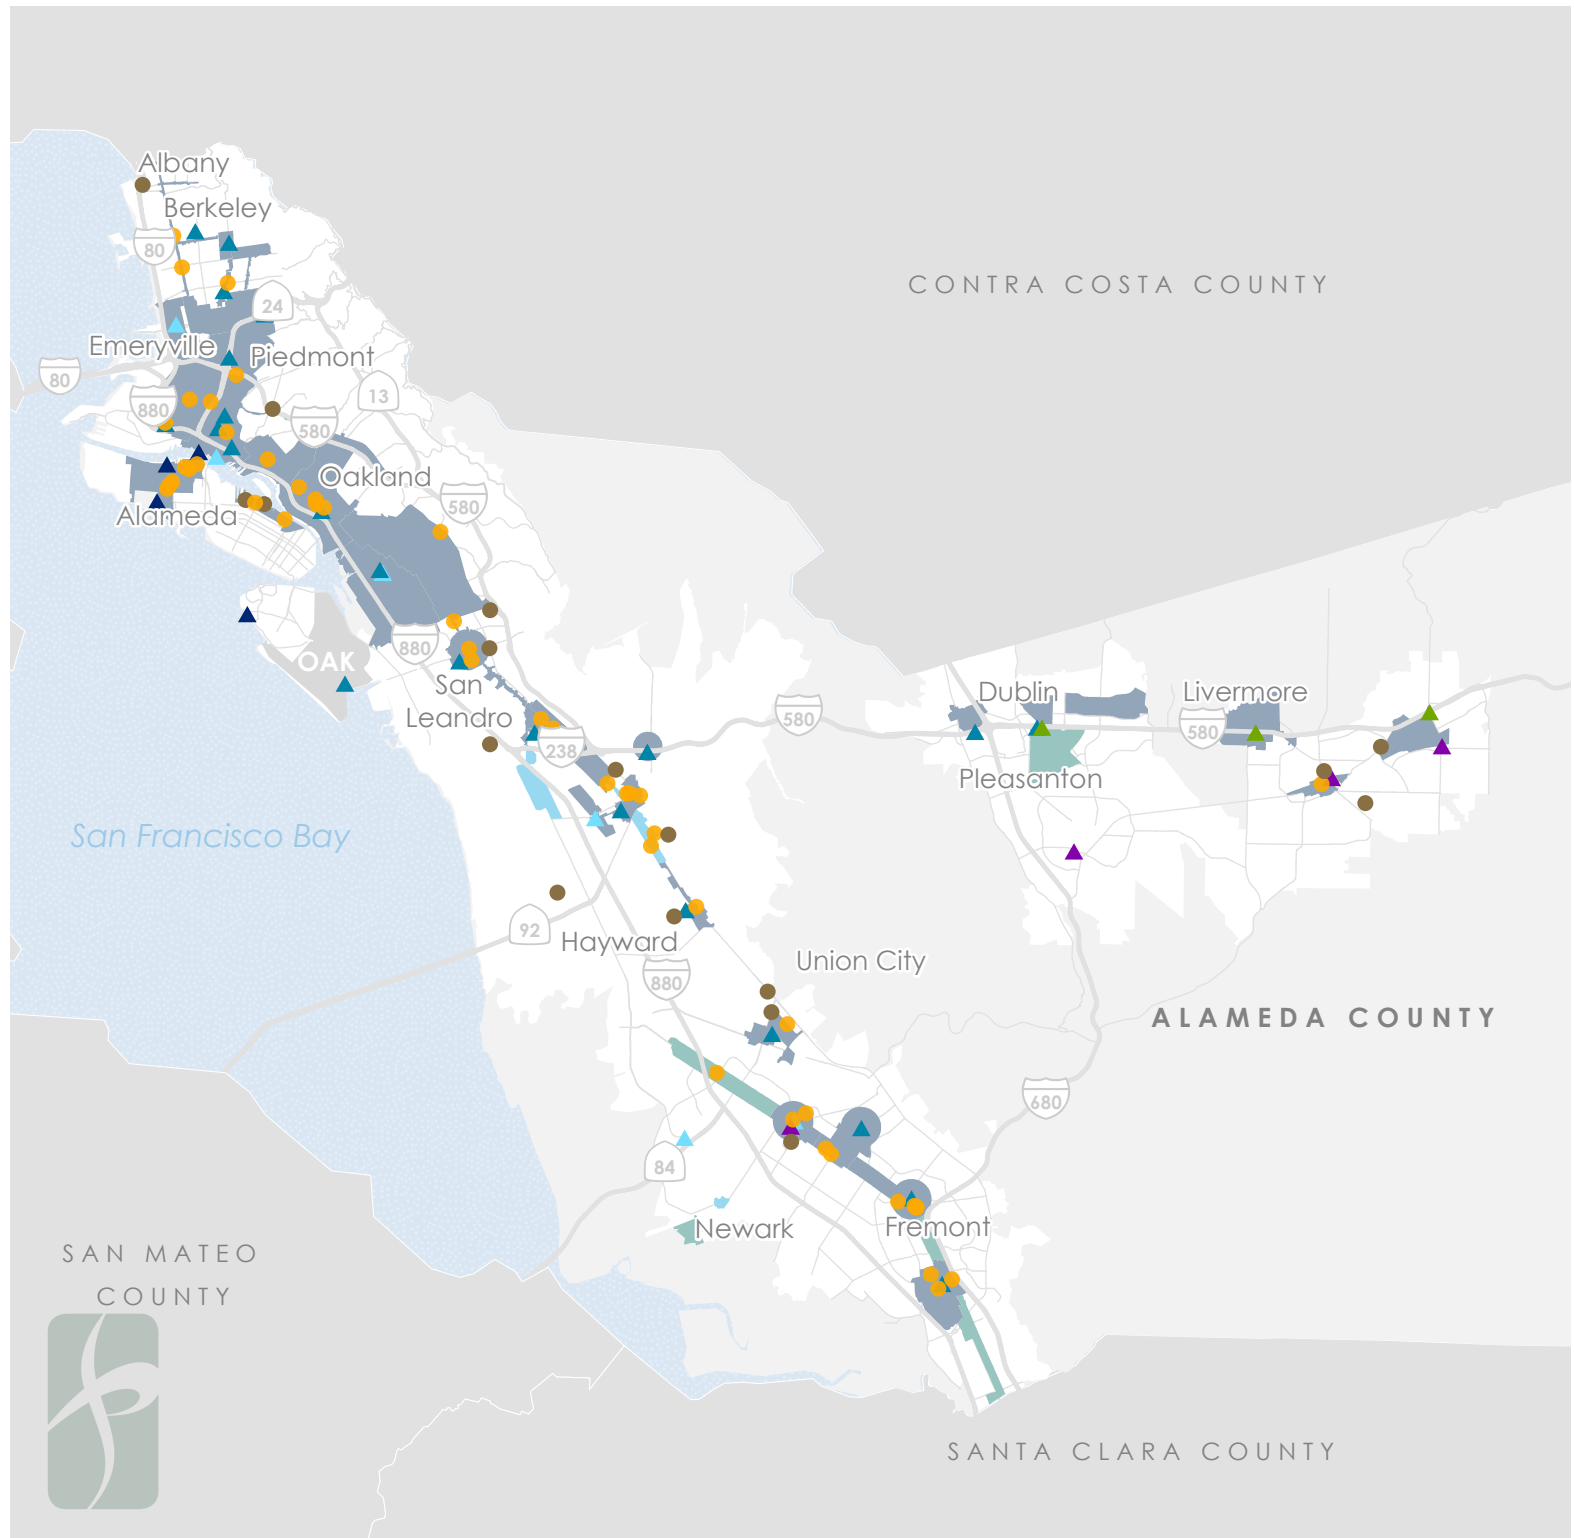 Albany
Berkeley
80
CONTRA COSTA COUNTY
24
Emeryville
Piedmont
80
13
880
580
Oakland
580
Alameda
880
OAK
San
Leandro
580
Dublin
Livermore
580
238
Pleasanton
San Francisco Bay
92
Hayward
Union City
880
ALAMEDA COUNTY
680
84
Newark
Fremont
SAN MATEO
COUNTY
SANTA CLARA COUNTY